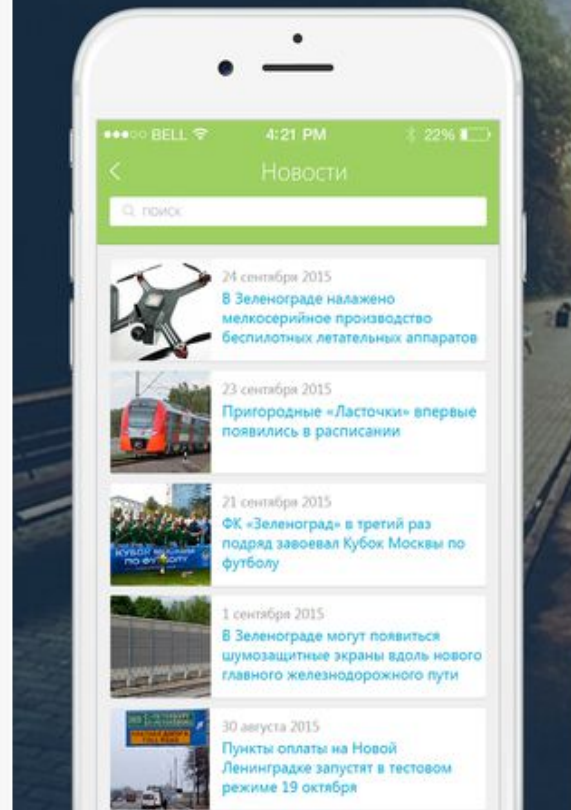 BELL 4:21 PM 22%
Новости
поиск
24 сентября 2015
В Зеленограде налажено
мелкосерийное производство
беспилотных летательных аппаратов
23 сентября 2015
Пригородные «Ласточки» впервые
появились в расписании
21 сентября 2015
КУБОК
ПО ФУТБОЛУ
ФК «Зеленоград» в третий раз
подряд завоевал Кубок Москвы по
футболу
1 сентября 2015
В Зеленограде могут появиться
шумозащитные экраны вдоль нового
главного железнодорожного пути
30 августа 2015
Пункты оплаты на Новой
Ленинградке запустят в тестовом
режиме 19 октября